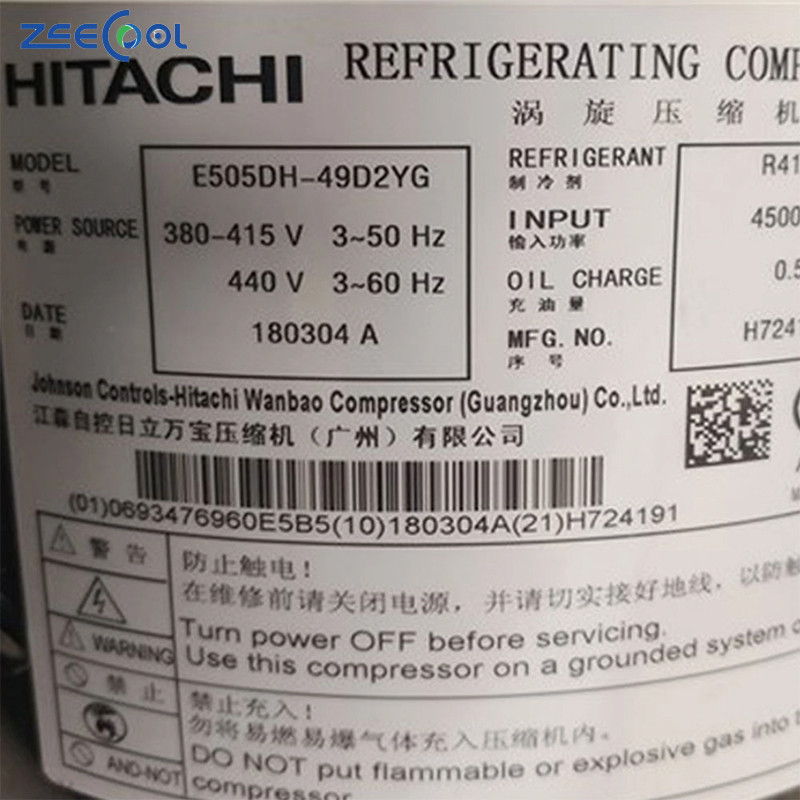 ZEECOOL
HITACHI
REFRIGERATING COMP
涡旋压缩机
MODEL
型号
E505DH-49D2YG
POWER SOURCE
电源
380-415 V 3~50 Hz
440 V 3~60 Hz
DATE
日期
180304 A
REFRIGERANT
制冷剂
R41
INPUT
输入功率
4500
OIL CHARGE
充油量
0.5
MFG. NO.
序号
H7241
Johnson Controls-Hitachi Wanbao Compressor (Guangzhou) Co.,Ltd.
江森自控日立万宝压缩机（广州）有限公司
(01)0693476960E5B5(10)180304A(21)H724191
警告
WARNING
防止触电！
在维修前请关闭电源，并请切实接好地线，以防触
Turn power OFF before servicing.
Use this compressor on a grounded system
禁止
AND-NOT
禁止充入！
勿将易燃易爆气体充入压缩机内。
DO NOT put flammable or explosive gas into
compressor.